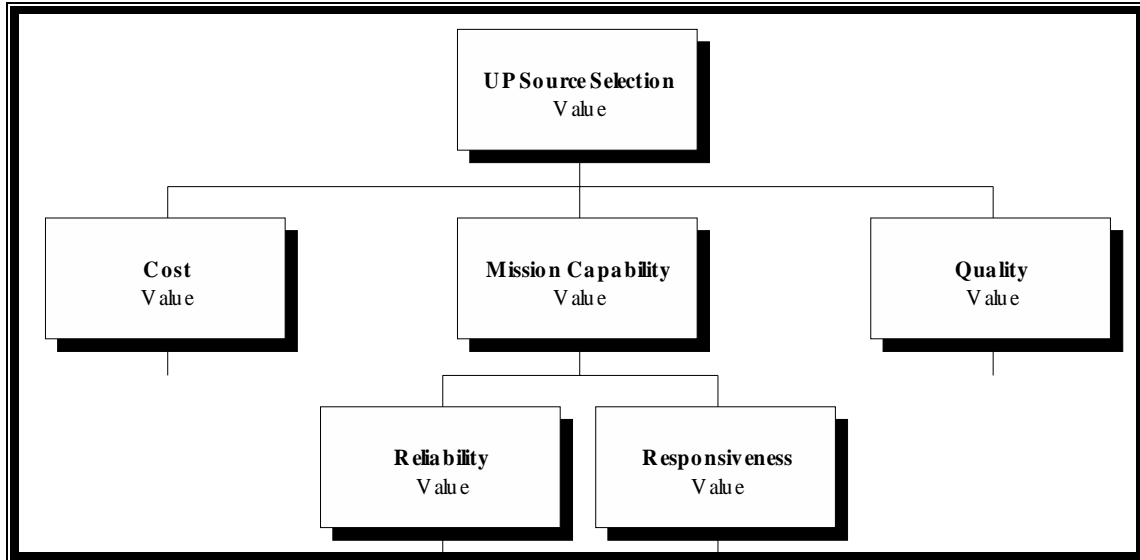 UP Source Selection
Value
Cost
Value
Mission Capability
Value
Quality
Value
Reliability
Value
Responsiveness
Value